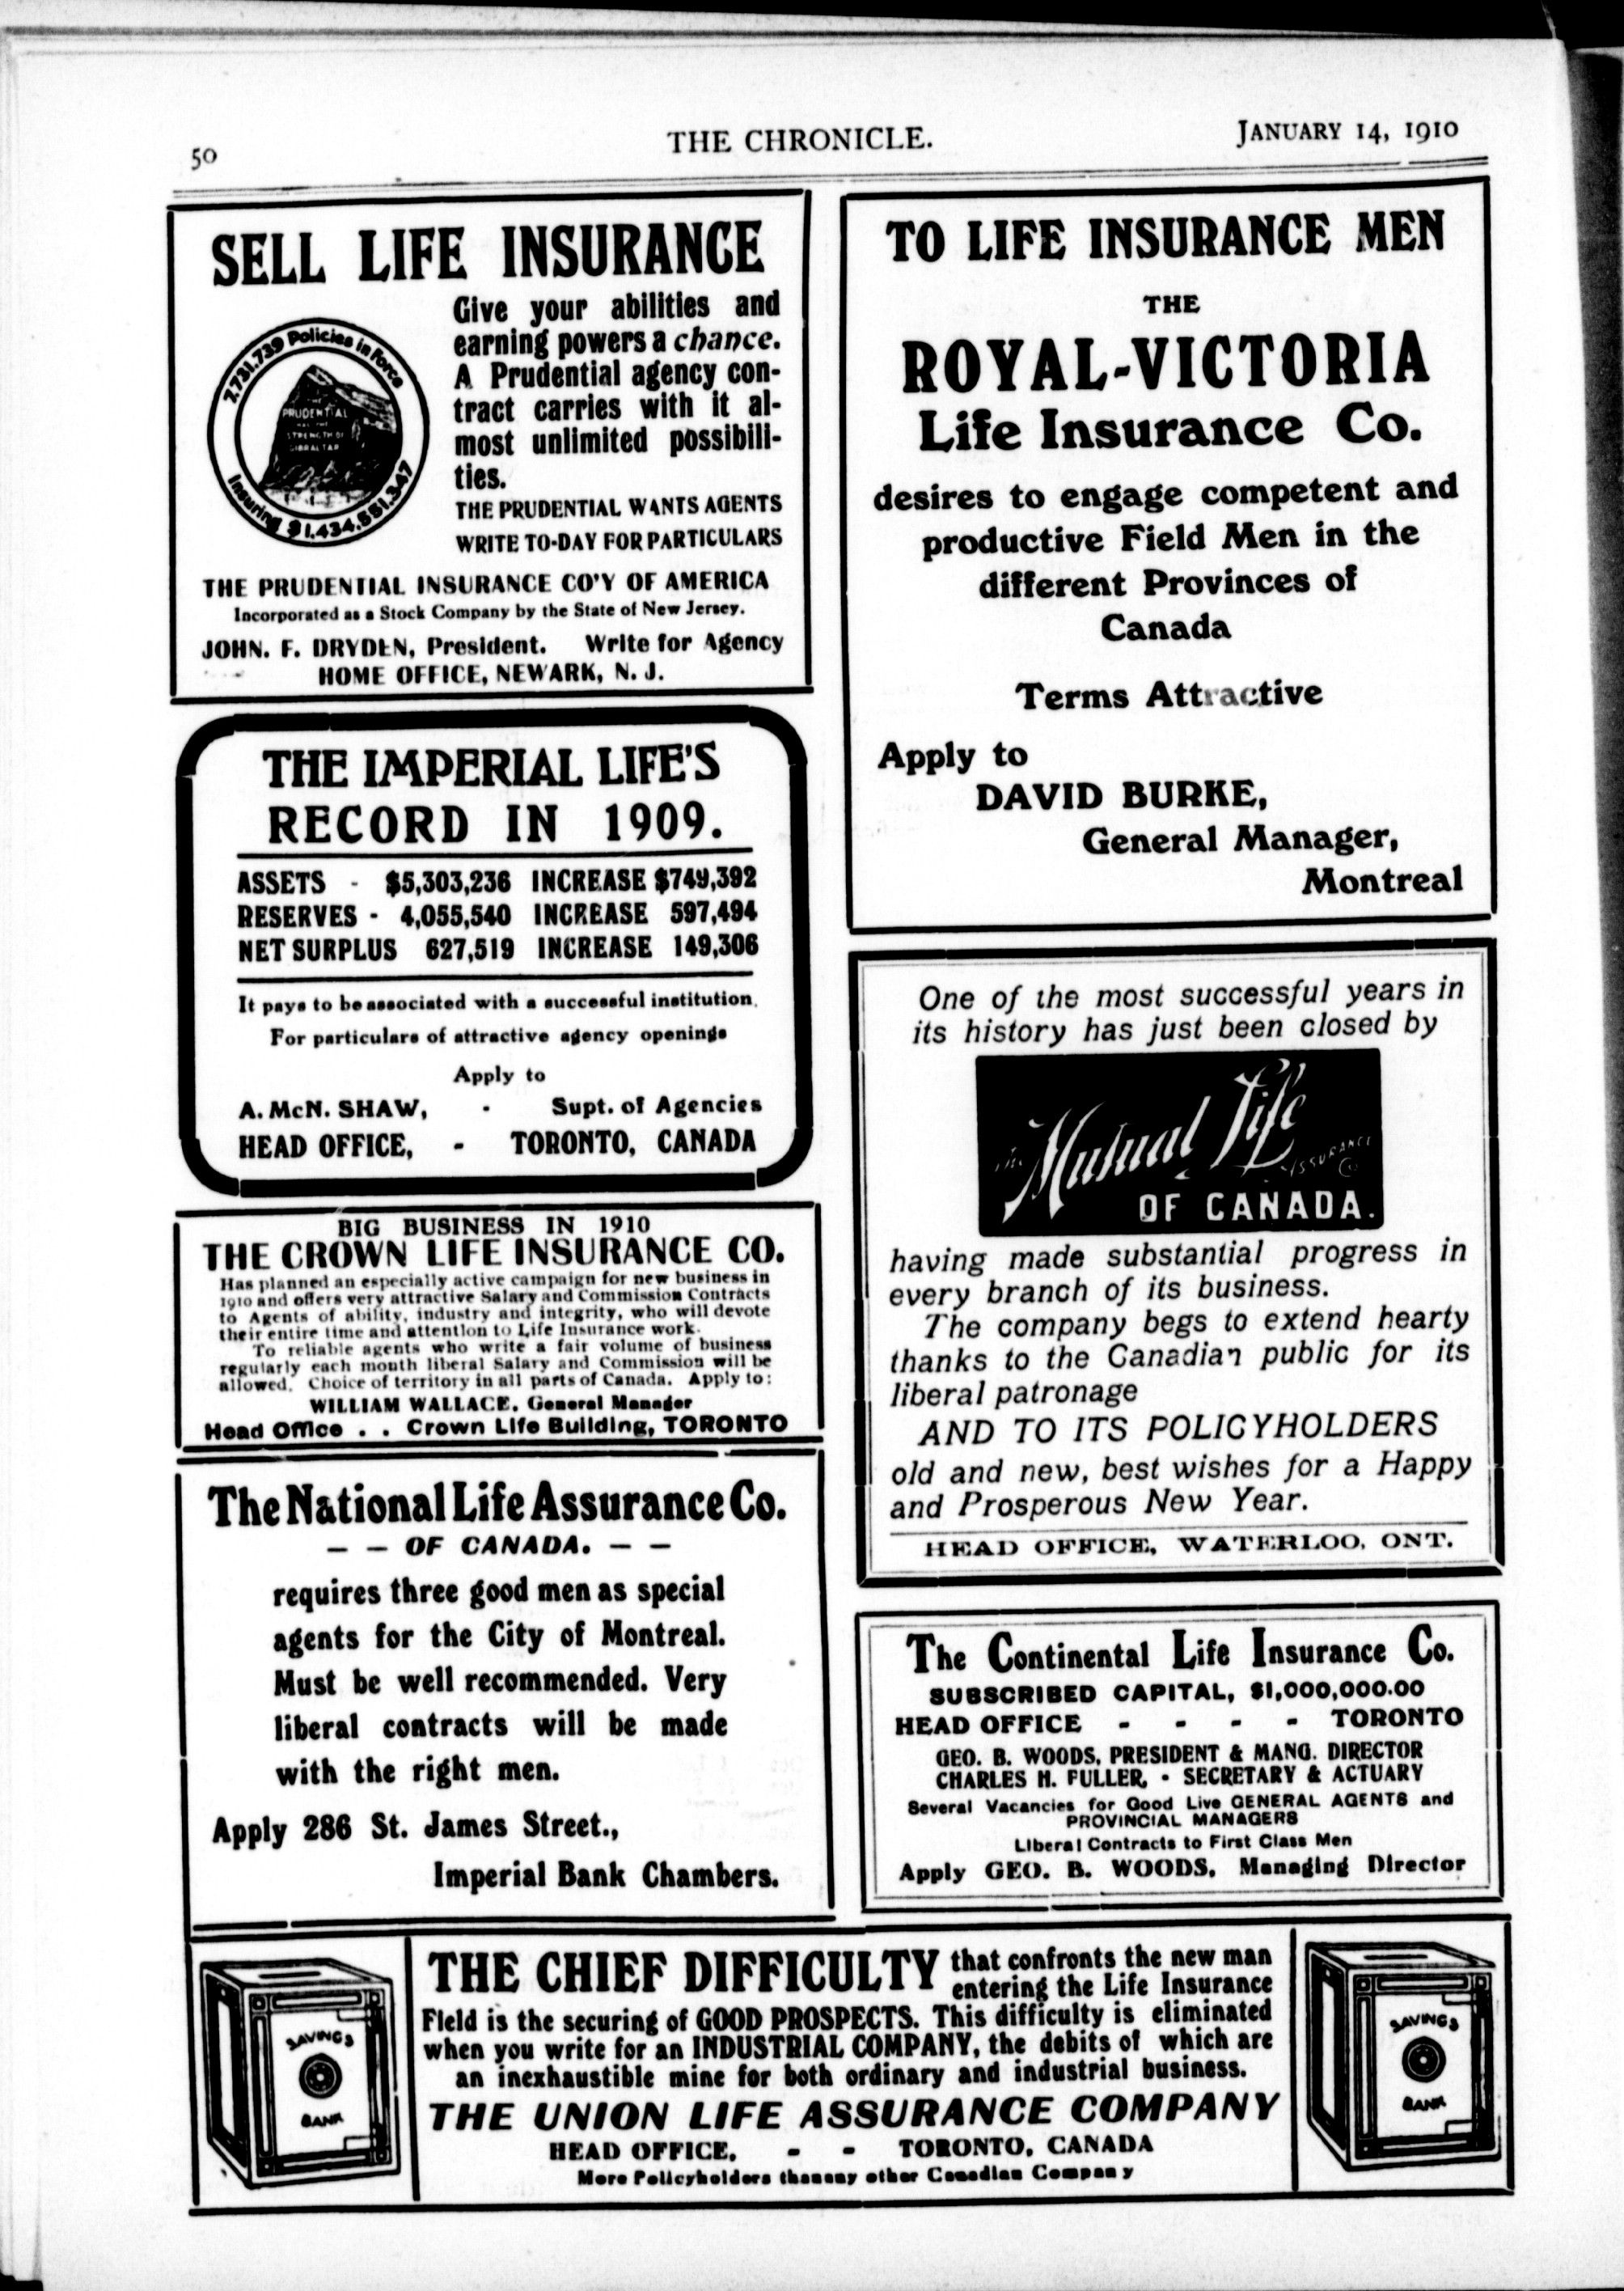 50
THE CHRONICLE.
JANUARY 14, 1910
SELL LIFE INSURANCE
7,731,739 Policies in force
THE
PRUDENTIAL
HAS THE
STRENGTH OF
GIBRALTAR
Insuring $1,434,551,347
Give your abilities and
earning powers a chance.
A Prudential agency con-
tract carries with it al-
most unlimited possibili-
ties.
THE PRUDENTIAL WANTS AGENTS
WRITE TO-DAY FOR PARTICULARS
THE PRUDENTIAL INSURANCE CO'Y OF AMERICA
Incorporated as a Stock Company by the State of New Jersey.
JOHN. F. DRYDEN, President. Write for Agency
HOME OFFICE, NEWARK, N. J.
THE IMPERIAL LIFE'S
RECORD IN 1909.
ASSETS - $5,303,236 INCREASE $749,392
RESERVES - 4,055,540 INCREASE 597,494
NET SURPLUS 627,519 INCREASE 149,306
It pays to be associated with a successful institution.
For particulars of attractive agency openings
Apply to
A. McN. SHAW, - Supt. of Agencies
HEAD OFFICE, - TORONTO, CANADA
BIG BUSINESS IN 1910
THE CROWN LIFE INSURANCE CO.
Has planned an especially active campaign for new business in
1910 and offers very attractive Salary and Commission Contracts
to Agents of ability, industry and integrity, who will devote
their entire time and attention to Life Insurance work.
To reliable agents who write a fair volume of business
regularly each month liberal Salary and Commission will be
allowed. Choice of territory in all parts of Canada. Apply to:
WILLIAM WALLACE, General Manager
Head Office . . Crown Life Building, TORONTO
The National Life Assurance Co.
— — OF CANADA. — —
requires three good men as special
agents for the City of Montreal.
Must be well recommended. Very
liberal contracts will be made
with the right men.
Apply 286 St. James Street.,
Imperial Bank Chambers.
TO LIFE INSURANCE MEN
THE
ROYAL-VICTORIA
Life Insurance Co.
desires to engage competent and
productive Field Men in the
different Provinces of
Canada
Terms Attractive
Apply to
DAVID BURKE,
General Manager,
Montreal
One of the most successful years in
its history has just been closed by
The Mutual Life
ASSURANCE Co
OF CANADA.
having made substantial progress in
every branch of its business.
The company begs to extend hearty
thanks to the Canadian public for its
liberal patronage
AND TO ITS POLICYHOLDERS
old and new, best wishes for a Happy
and Prosperous New Year.
HEAD OFFICE, WATERLOO, ONT.
The Continental Life Insurance Co.
SUBSCRIBED CAPITAL, $1,000,000.00
HEAD OFFICE - - - - TORONTO
GEO. B. WOODS, PRESIDENT & MANG. DIRECTOR
CHARLES H. FULLER, - SECRETARY & ACTUARY
Several Vacancies for Good Live GENERAL AGENTS and
PROVINCIAL MANAGERS
Liberal Contracts to First Class Men
Apply GEO. B. WOODS, Managing Director
SAVINGS
BANK
THE CHIEF DIFFICULTY that confronts the new man
entering the Life Insurance
Field is the securing of GOOD PROSPECTS. This difficulty is eliminated
when you write for an INDUSTRIAL COMPANY, the debits of which are
an inexhaustible mine for both ordinary and industrial business.
THE UNION LIFE ASSURANCE COMPANY
HEAD OFFICE, - - TORONTO, CANADA
More Policyholders than any other Canadian Company
SAVINGS
BANK